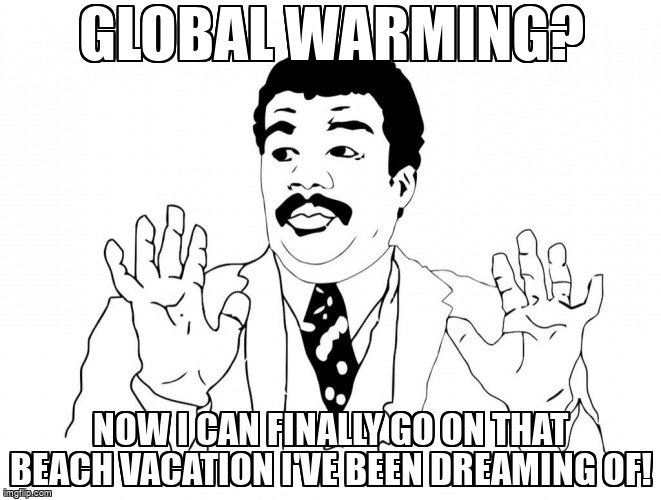 GLOBAL WARMING?
NOW I CAN FINALLY GO ON THAT
BEACH VACATION I'VE BEEN DREAMING OF!
imgflip.com